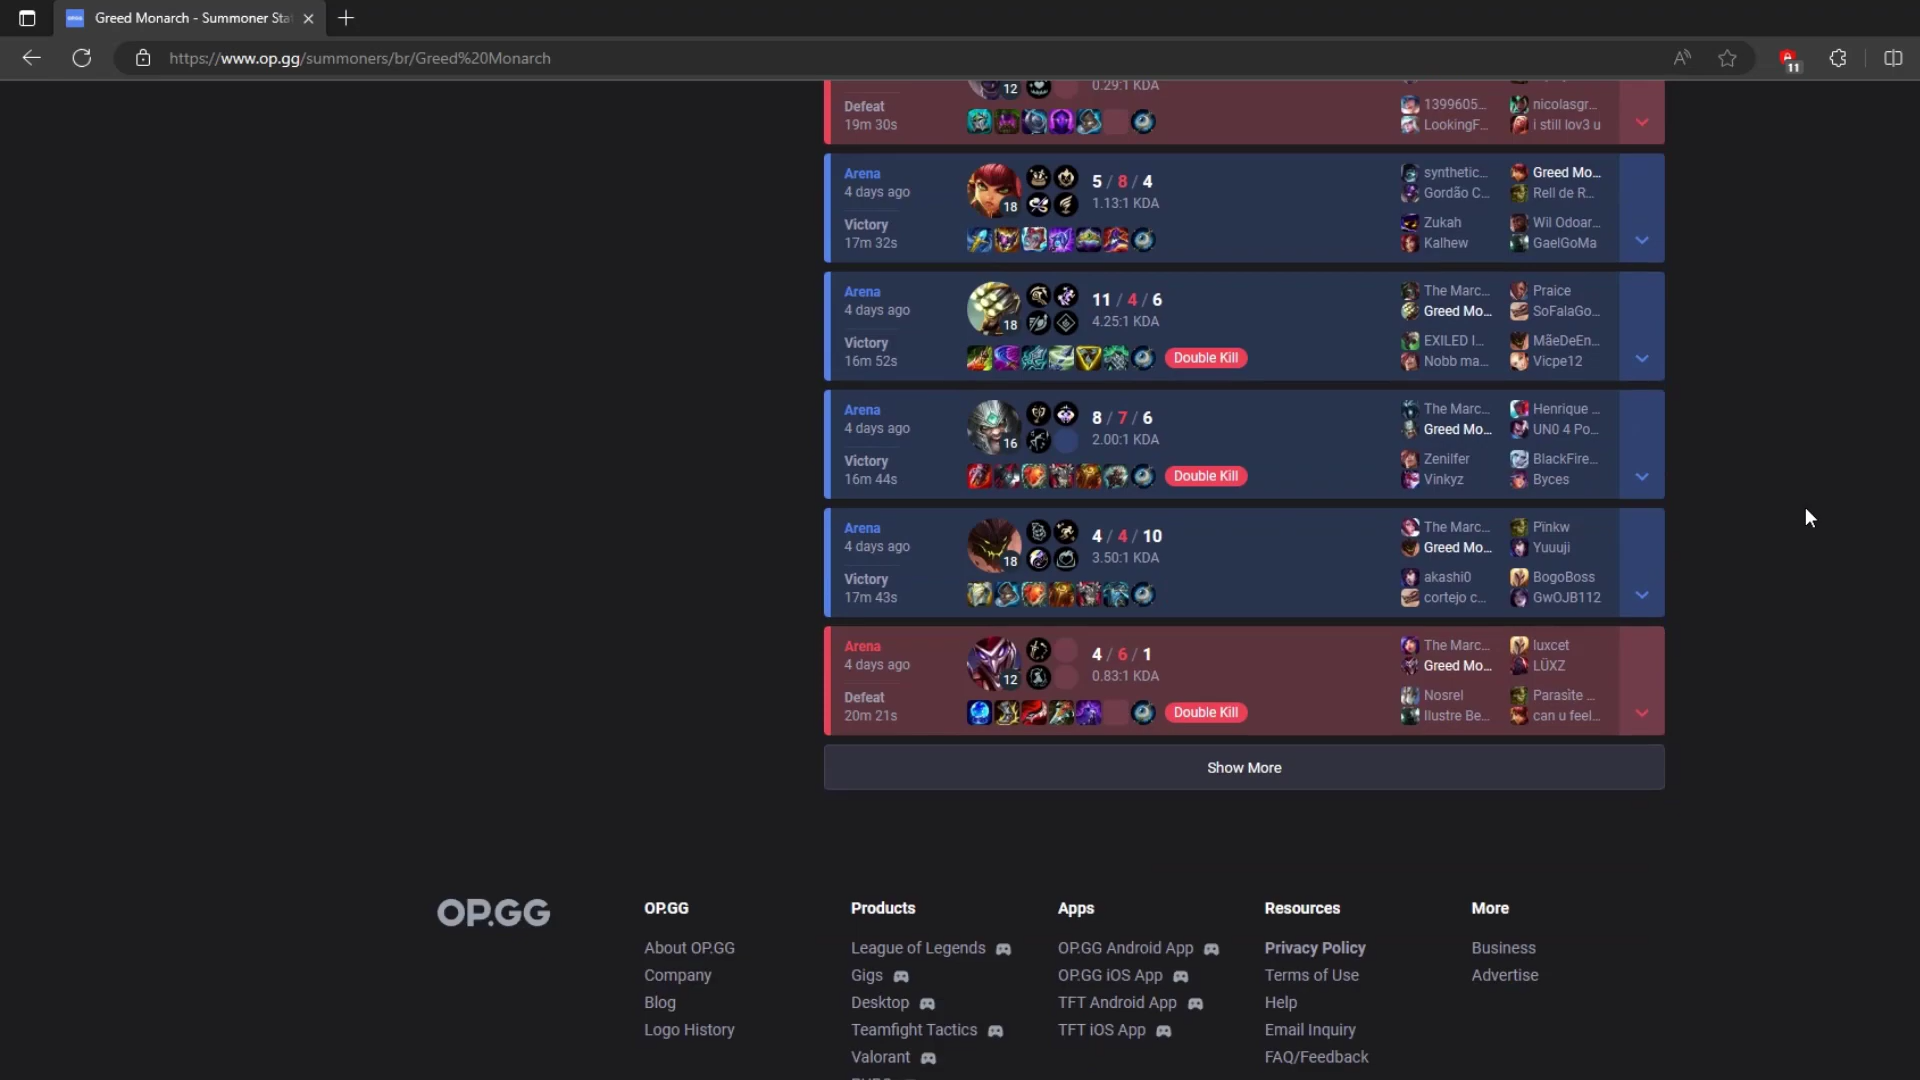 Greed Monarch - Summoner Sta
https://www.op.gg/summoners/br/Greed%20Monarch
11
12
0.29:1 KDA
Defeat
19m 30s
1399605...
LookingF...
nicolasgr...
i still lov3 u
Arena
4 days ago
Victory
17m 32s
18
5 / 8 / 4
1.13:1 KDA
synthetic...
Gordão C...
Zukah
Kalhew
Greed Mo...
Rell de R...
Wil Odoar...
GaelGoMa
Arena
4 days ago
Victory
16m 52s
18
11 / 4 / 6
4.25:1 KDA
Double Kill
The Marc...
Greed Mo...
EXILED I...
Nobb ma...
Praice
SoFalaGo...
MãeDeEn...
Vicpe12
Arena
4 days ago
Victory
16m 44s
16
8 / 7 / 6
2.00:1 KDA
Double Kill
The Marc...
Greed Mo...
Zenilfer
Vinkyz
Henrique ...
UN0 4 Po...
BlackFire...
Byces
Arena
4 days ago
Victory
17m 43s
18
4 / 4 / 10
3.50:1 KDA
The Marc...
Greed Mo...
akashi0
cortejo c...
Pïnkw
Yuuuji
BogoBoss
GwOJB112
Arena
4 days ago
Defeat
20m 21s
12
4 / 6 / 1
0.83:1 KDA
Double Kill
The Marc...
Greed Mo...
Nosrel
Ilustre Be...
luxcet
LÜXZ
Parasite ...
can u feel...
Show More
OP.GG
OP.GG
About OP.GG
Company
Blog
Logo History
Products
League of Legends
Gigs
Desktop
Teamfight Tactics
Valorant
Apps
OP.GG Android App
OP.GG iOS App
TFT Android App
TFT iOS App
Resources
Privacy Policy
Terms of Use
Help
Email Inquiry
FAQ/Feedback
More
Business
Advertise